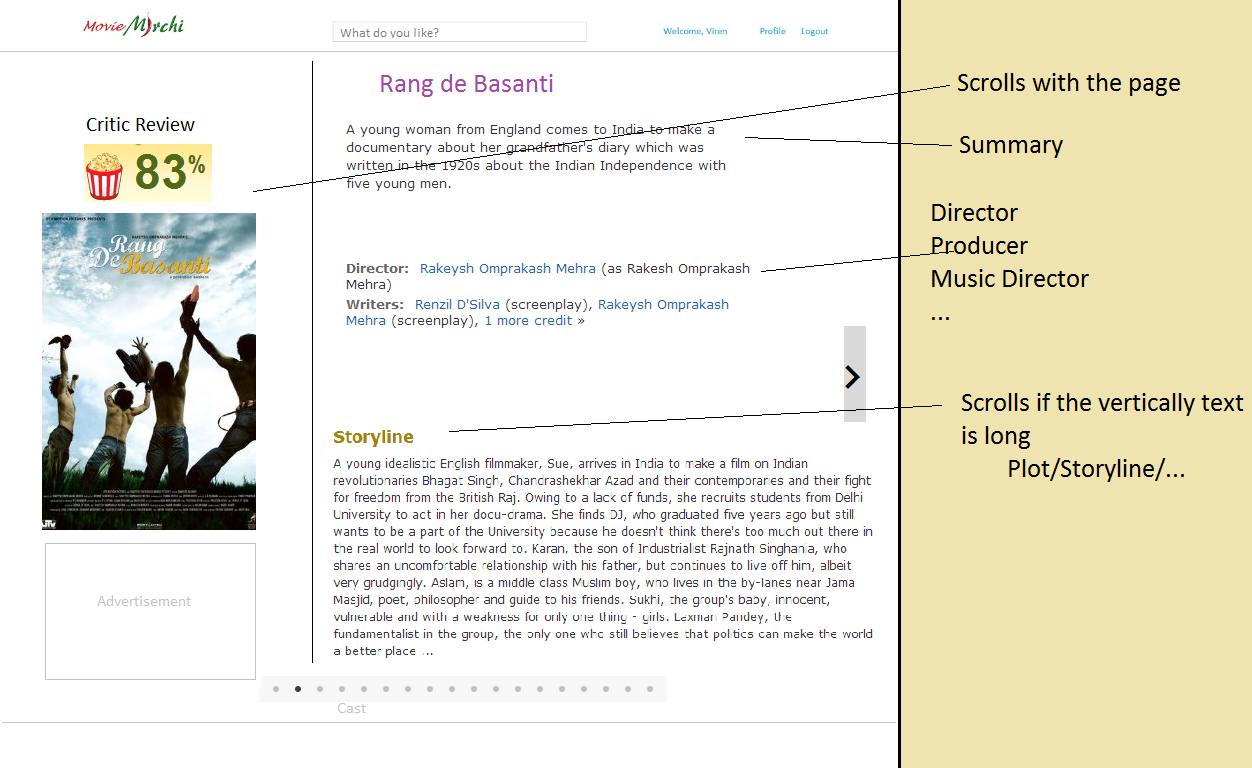 MovieMirchi
What do you like?
Welcome, Viren Profile Logout
Rang de Basanti
A young woman from England comes to India to make a
documentary about her grandfather's diary which was
written in the 1920s about the Indian Independence with
five young men.
Critic Review
83%
Rang
De Basanti
UTV
Advertisement
Director: Rakeysh Omprakash Mehra (as Rakesh Omprakash
Mehra)
Writers: Renzil D'Silva (screenplay), Rakeysh Omprakash
Mehra (screenplay), 1 more credit »
Storyline
A young idealistic English filmmaker, Sue, arrives in India to make a film on Indian
revolutionaries Bhagat Singh, Chandrashekhar Azad and their contemporaries and their fight
for freedom from the British Raj. Owing to a lack of funds, she recruits students from Delhi
University to act in her docu-drama. She finds DJ, who graduated five years ago but still
wants to be a part of the University because he doesn't think there's too much out there in
the real world to look forward to. Karan, the son of Industrialist Rajnath Singhania, who
shares an uncomfortable relationship with his father, but continues to live off him, albeit
very grudgingly. Aslam, is a middle class Muslim boy, who lives in the by-lanes near Jama
Masjid, poet, philosopher and guide to his friends. Sukhi, the group's baby, innocent,
vulnerable and with a weakness for only one thing - girls. Laxman Pandey, the
fundamentalist in the group, the only one who still believes that politics can make the world
a better place ...
Cast
Scrolls with the page
Summary
Director
Producer
Music Director
...
Scrolls if the vertically text
is long
Plot/Storyline/...